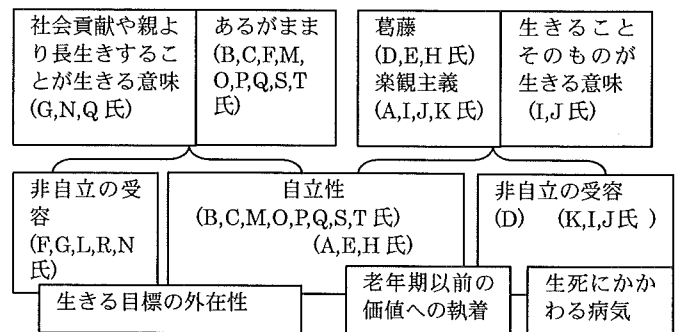 社会貢献や親よ
り長生きするこ
とが生きる意味
(G,N,Q 氏)
あるがまま
(B,C,F,M,
O,P,Q,S,T
氏)
葛藤
(D,E,H 氏)
楽観主義
(A,I,J,K 氏)
生きること
そのものが
生きる意味
(I,J 氏)
非自立の受
容
(F,G,L,R,N
氏)
自立性
(B,C,M,O,P,Q,S,T 氏)
(A,E,H 氏)
非自立の受容
(D) (K,I,J氏 )
生きる目標の外在性
老年期以前の
価値への執着
生死にかか
わる病気